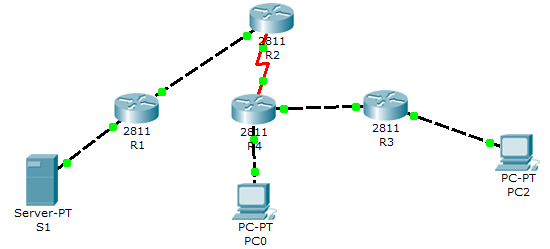 2811
R2
2811
R1
2811
R4
2811
R3
Server-PT
S1
PC-PT
PC0
PC-PT
PC2